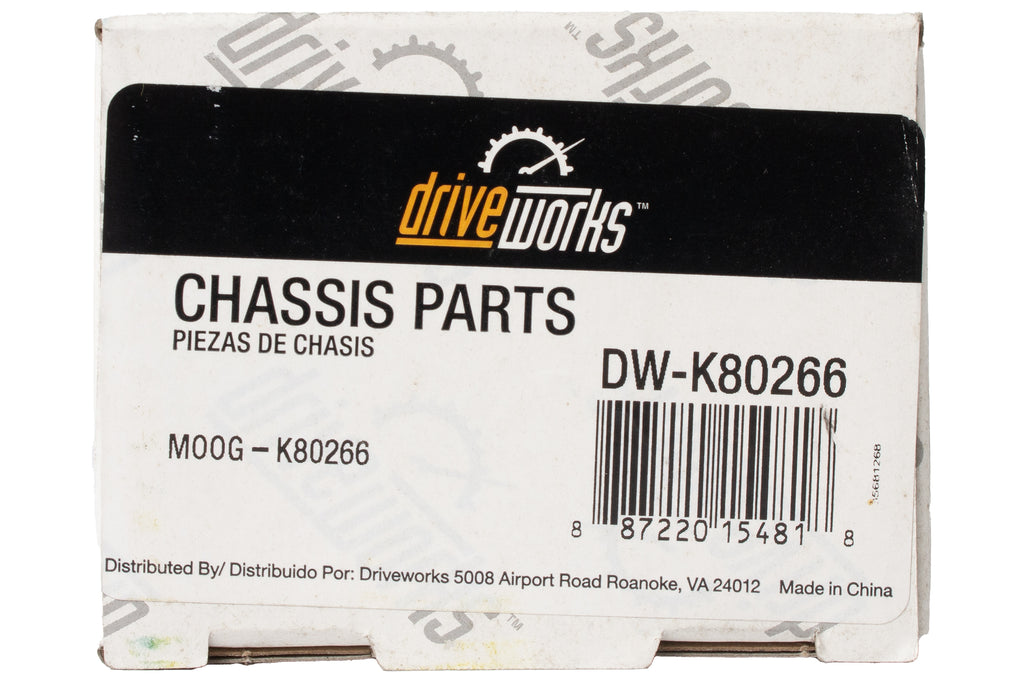 driveworks™
CHASSIS PARTS
PIEZAS DE CHASIS
DW-K80266
MOOG - K80266
8 87220 15481 8
Distributed By/ Distribuido Por: Driveworks 5008 Airport Road Roanoke, VA 24012 Made in China